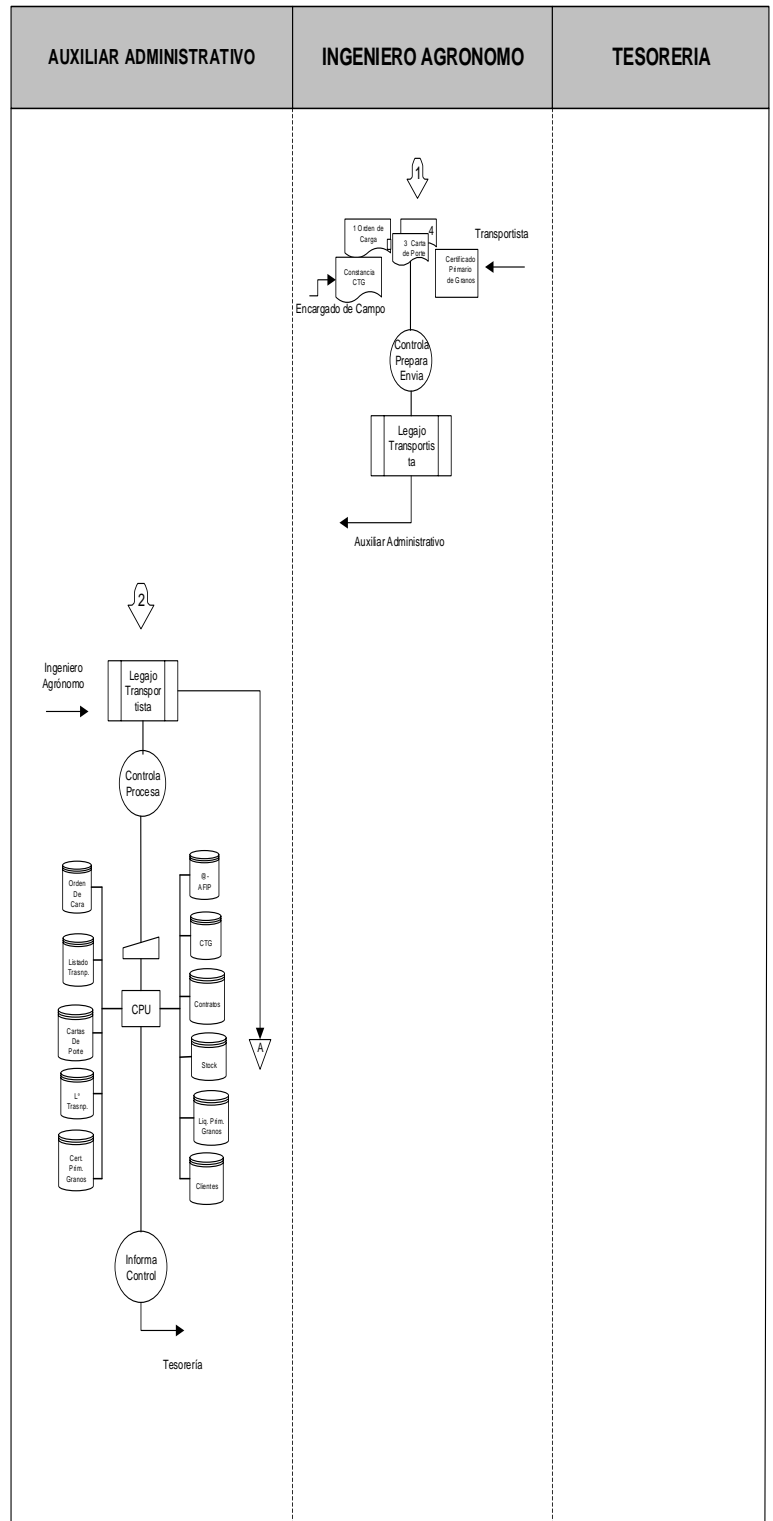 AUXILIAR ADMINISTRATIVO
INGENIERO AGRONOMO
TESORERIA
1
1 Orden de
Carga
4
3 Carta
de Porte
Transportista
Certificado
Primario
de Granos
Constancia
CTG
Encargado de Campo
Controla
Prepara
Envia
Legajo
Transportis
ta
Auxiliar Administrativo
2
Ingeniero
Agrónomo
Legajo
Transpor
tista
Controla
Procesa
Orden
De
Cara
@-
AFIP
Listado
Trasnp.
CTG
CPU
Contratos
Cartas
De
Porte
A
Stock
L°
Trasnp.
Liq. Prim.
Granos
Cert.
Prim.
Granos
Clientes
Informa
Control
Tesorería